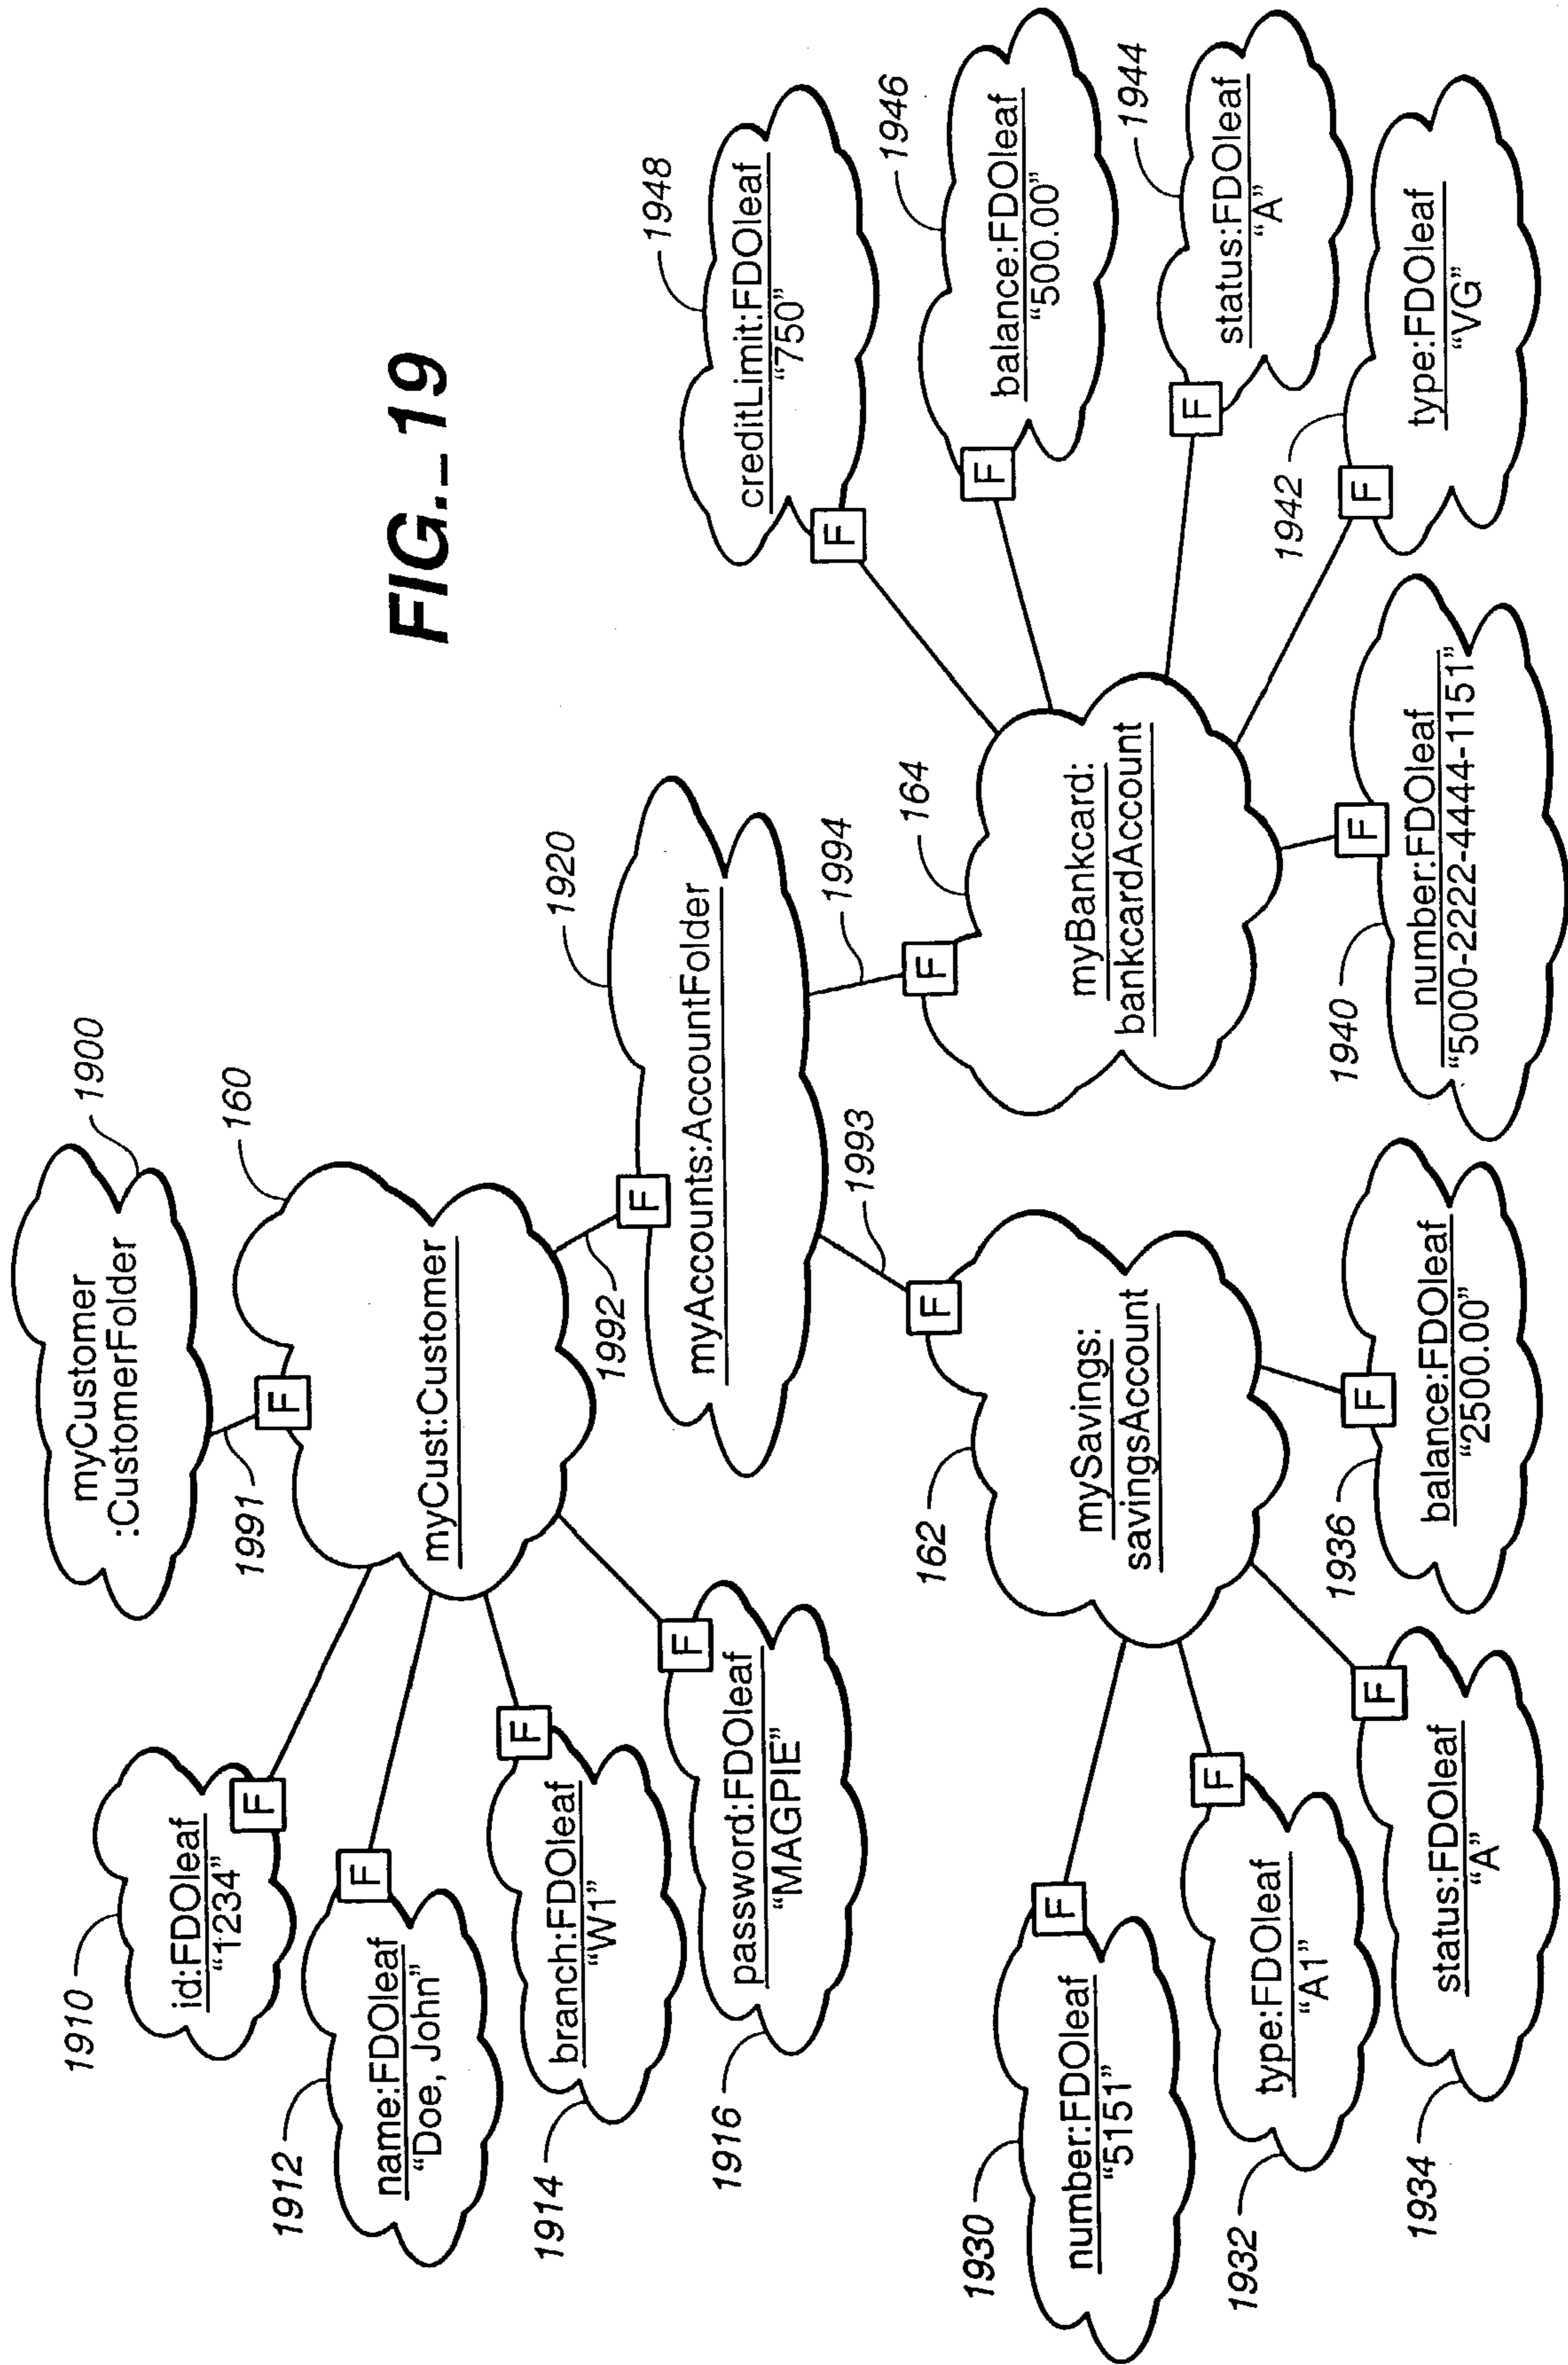 FIG._19
myCustomer
:CustomerFolder
1900
1991
F
160
myCust:Customer
1910
id:FDOleaf
"1234"
F
1912
name:FDOleaf
"Doe, John"
F
1914
branch:FDOleaf
"W1"
F
1916
password:FDOleaf
"MAGPIE"
F
1992
F
1920
myAccounts:AccountFolder
1993
F
162
mySavings:
savingsAccount
1930
number:FDOleaf
"5151"
F
1932
type:FDOleaf
"A1"
F
1934
status:FDOleaf
"A"
F
1936
balance:FDOleaf
"2500.00"
F
1994
F
164
myBankcard:
bankcardAccount
1940
number:FDOleaf
"5000-2222-4444-1151"
F
1942
type:FDOleaf
"VG"
F
1944
status:FDOleaf
"A"
F
1946
balance:FDOleaf
"500.00"
F
1948
creditLimit:FDOleaf
"750"
F